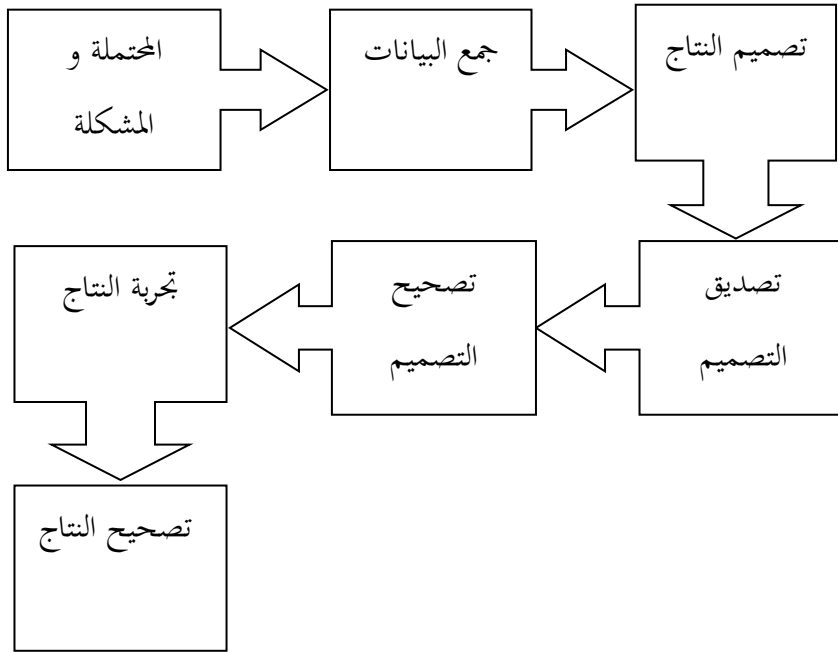 المحتملة و
المشكلة
جمع البيانات
تصميم النتاج
تصديق
التصميم
تصحيح
التصميم
تجربة النتاج
تصحيح النتاج